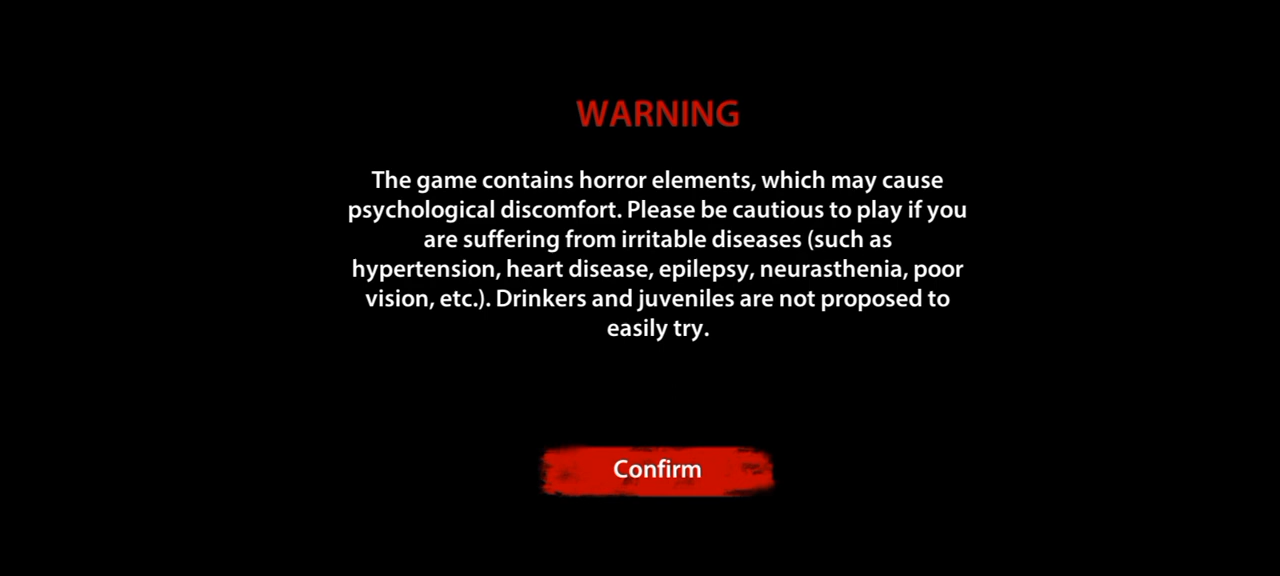 WARNING
The game contains horror elements, which may cause
psychological discomfort. Please be cautious to play if you
are suffering from irritable diseases (such as
hypertension, heart disease, epilepsy, neurasthenia, poor
vision, etc.). Drinkers and juveniles are not proposed to
easily try.
Confirm